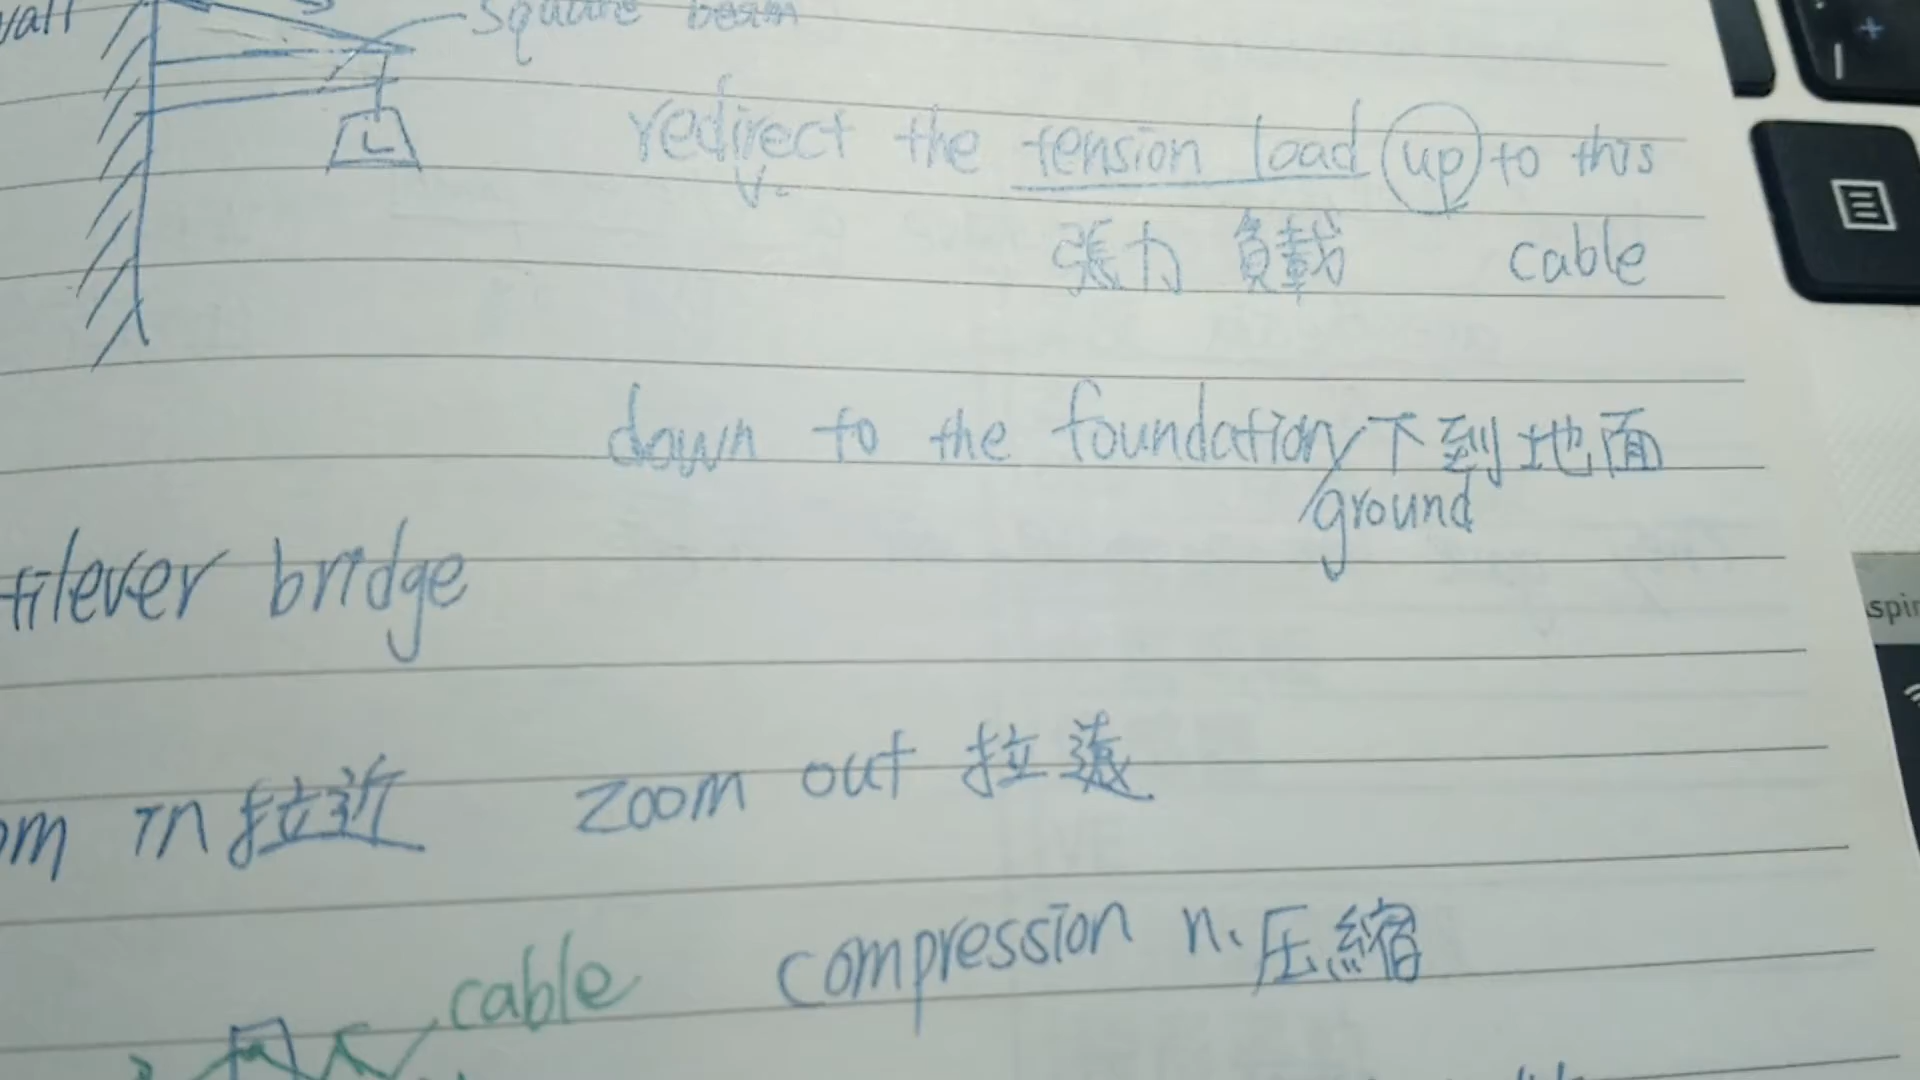 wall
square beam
L
redirect the tension load up to this
V.
張力 負載 cable
down to the foundation/下到地面
ground
tilever bridge
om in 拉近 zoom out 拉遠
cable compression n. 压縮